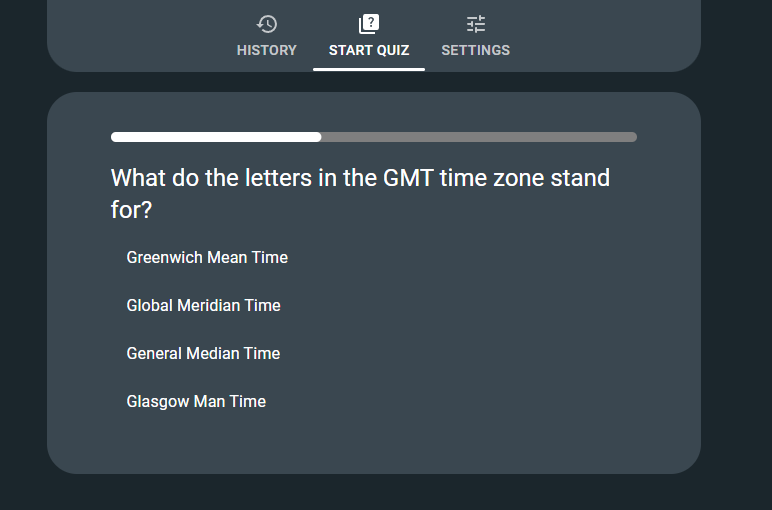 HISTORY START QUIZ SETTINGS
What do the letters in the GMT time zone stand
for?
Greenwich Mean Time
Global Meridian Time
General Median Time
Glasgow Man Time